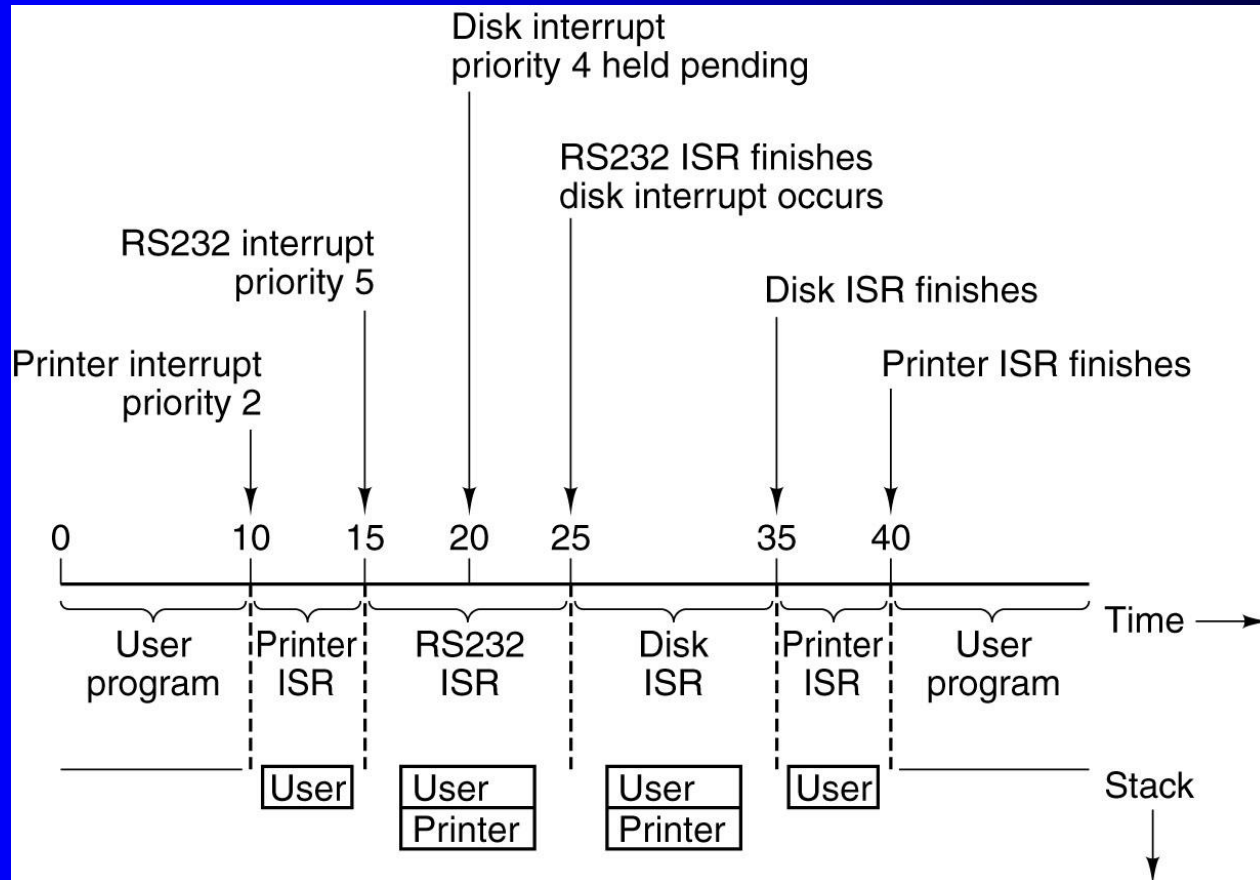 Disk interrupt
priority 4 held pending
RS232 ISR finishes
disk interrupt occurs
RS232 interrupt
priority 5
Disk ISR finishes
Printer interrupt
priority 2
Printer ISR finishes
0 10 15 20 25 35 40
Time
User Printer RS232 Disk Printer User
program ISR ISR ISR ISR program
User User User User Stack
Printer Printer